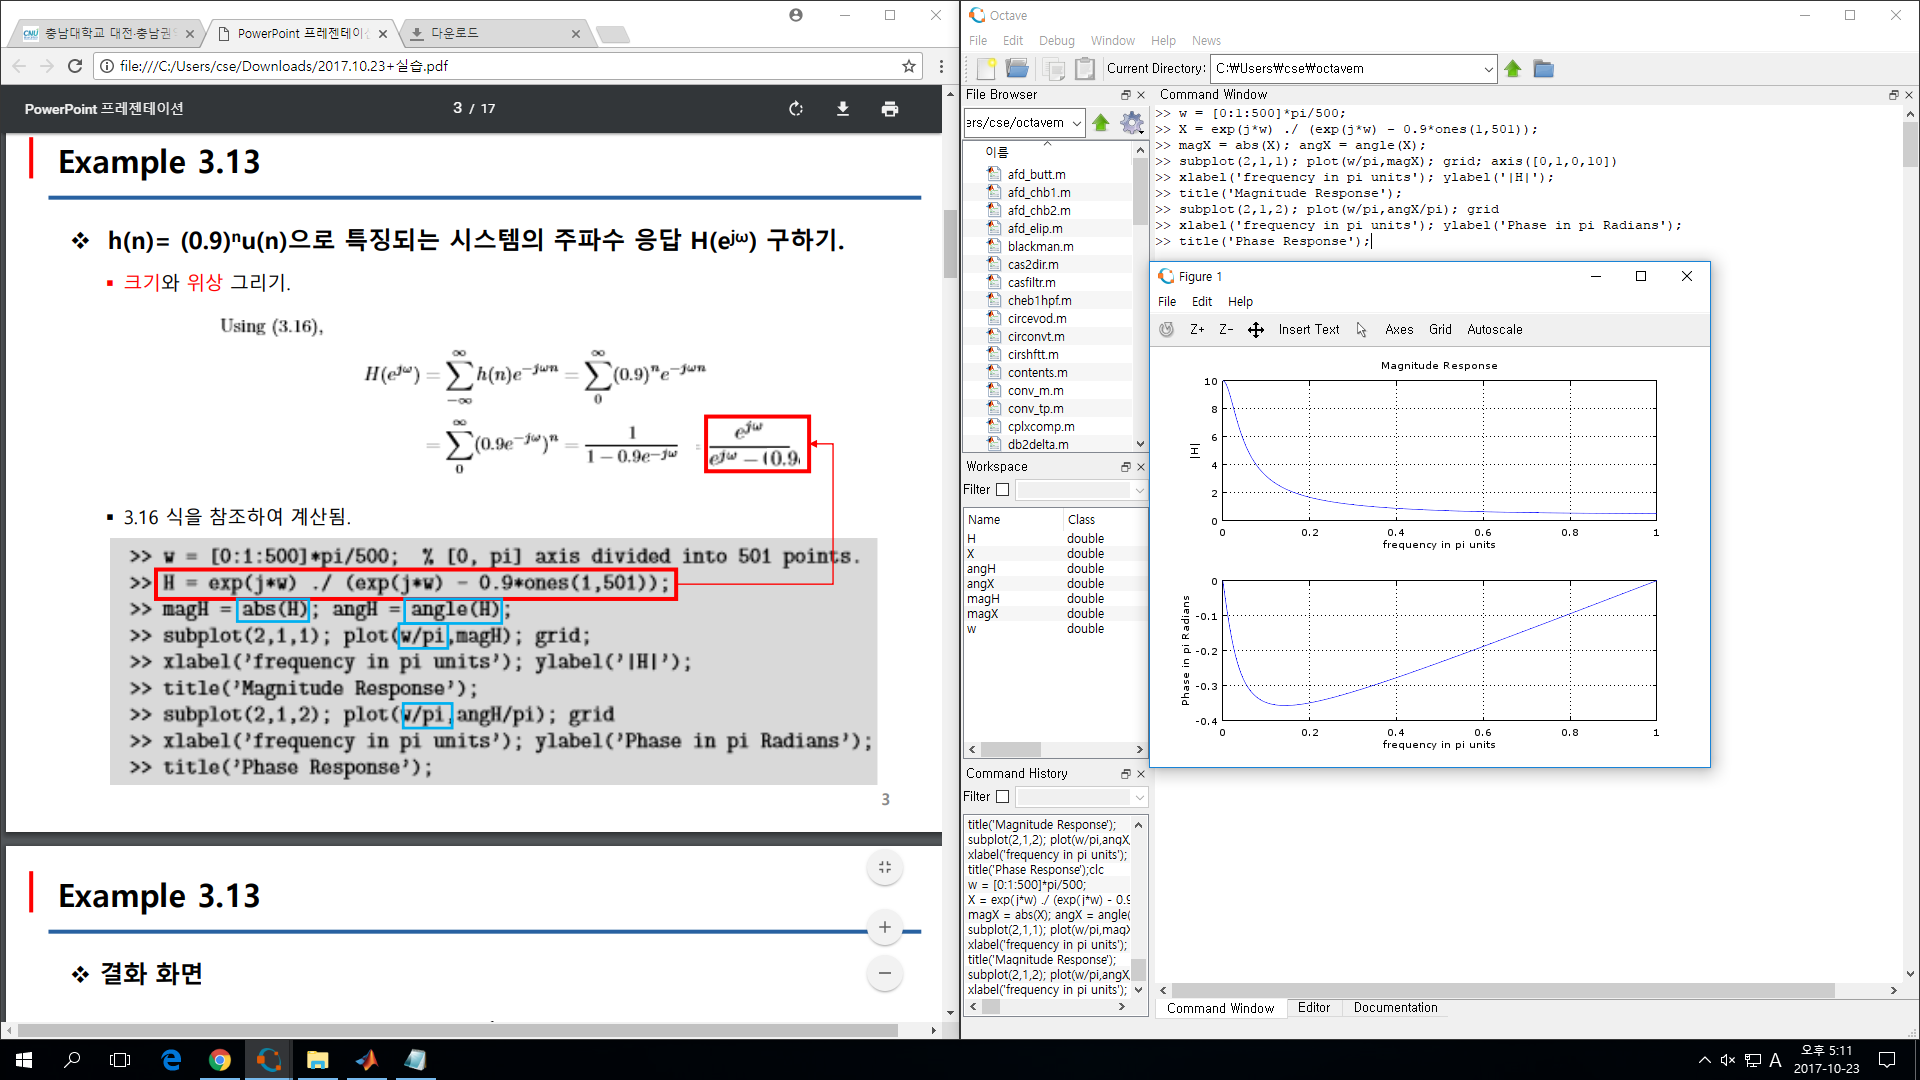 충남대학교 대전·충남권
PowerPoint 프레젠테이션
다운로드
file:///C:/Users/cse/Downloads/2017.10.23+실습.pdf
PowerPoint 프레젠테이션
3 / 17
Example 3.13
❖ h(n)= (0.9)ⁿu(n)으로 특징되는 시스템의 주파수 응답 H(e^jω) 구하기.
▪ 크기와 위상 그리기.
Using (3.16),
H(e^{jω}) = ∑_{-∞}^{∞} h(n)e^{-jωn} = ∑_{0}^{∞} (0.9)^n e^{-jωn}
= ∑_{0}^{∞} (0.9e^{-jω})^n = 1 / (1 − 0.9e^{-jω}) = e^{jω} / (e^{jω} − (0.9
▪ 3.16 식을 참조하여 계산됨.
>> w = [0:1:500]*pi/500; % [0, pi] axis divided into 501 points.
>> H = exp(j*w) ./ (exp(j*w) - 0.9*ones(1,501));
>> magH = abs(H); angH = angle(H);
>> subplot(2,1,1); plot(w/pi,magH); grid;
>> xlabel('frequency in pi units'); ylabel('|H|');
>> title('Magnitude Response');
>> subplot(2,1,2); plot(w/pi,angH/pi); grid
>> xlabel('frequency in pi units'); ylabel('Phase in pi Radians');
>> title('Phase Response');
3
Example 3.13
❖ 결화 화면
Octave
File Edit Debug Window Help News
Current Directory: C:₩Users₩cse₩octavem
File Browser
ers/cse/octavem
이름
afd_butt.m
afd_chb1.m
afd_chb2.m
afd_elip.m
blackman.m
cas2dir.m
casfiltr.m
cheb1hpf.m
circevod.m
circonvt.m
cirshftt.m
contents.m
conv_m.m
conv_tp.m
cplxcomp.m
db2delta.m
Workspace
Filter
Name Class
H double
X double
angH double
angX double
magH double
magX double
w double
Command History
Filter
title('Magnitude Response');
subplot(2,1,2); plot(w/pi,angX,
xlabel('frequency in pi units');
title('Phase Response');clc
w = [0:1:500]*pi/500;
X = exp(j*w) ./ (exp(j*w) - 0.9
magX = abs(X); angX = angle(
subplot(2,1,1); plot(w/pi,magX
xlabel('frequency in pi units');
title('Magnitude Response');
subplot(2,1,2); plot(w/pi,angX,
xlabel('frequency in pi units');
Command Window
>> w = [0:1:500]*pi/500;
>> X = exp(j*w) ./ (exp(j*w) - 0.9*ones(1,501));
>> magX = abs(X); angX = angle(X);
>> subplot(2,1,1); plot(w/pi,magX); grid; axis([0,1,0,10])
>> xlabel('frequency in pi units'); ylabel('|H|');
>> title('Magnitude Response');
>> subplot(2,1,2); plot(w/pi,angX/pi); grid
>> xlabel('frequency in pi units'); ylabel('Phase in pi Radians');
>> title('Phase Response');
Figure 1
File Edit Help
Z+ Z- Insert Text Axes Grid Autoscale
Magnitude Response
|H|
10
8
6
4
2
0
0 0.2 0.4 0.6 0.8 1
frequency in pi units
Phase in pi Radians
0
-0.1
-0.2
-0.3
-0.4
0 0.2 0.4 0.6 0.8 1
frequency in pi units
Command Window Editor Documentation
A
오후 5:11
2017-10-23